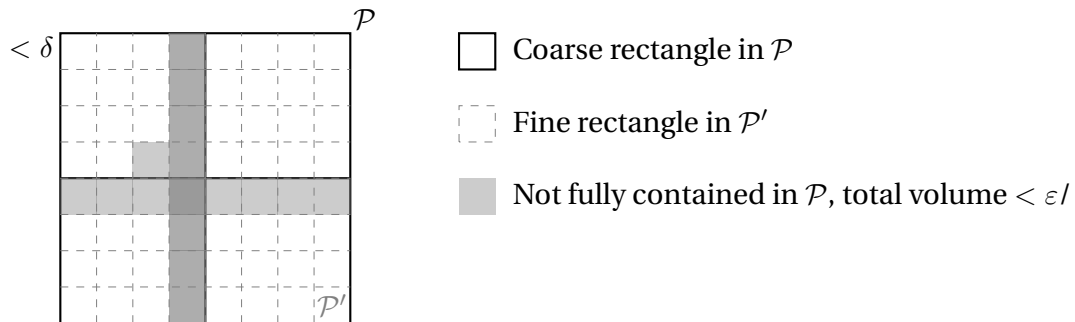 𝒫
< δ
Coarse rectangle in 𝒫
Fine rectangle in 𝒫′
Not fully contained in 𝒫, total volume < ε/
𝒫′